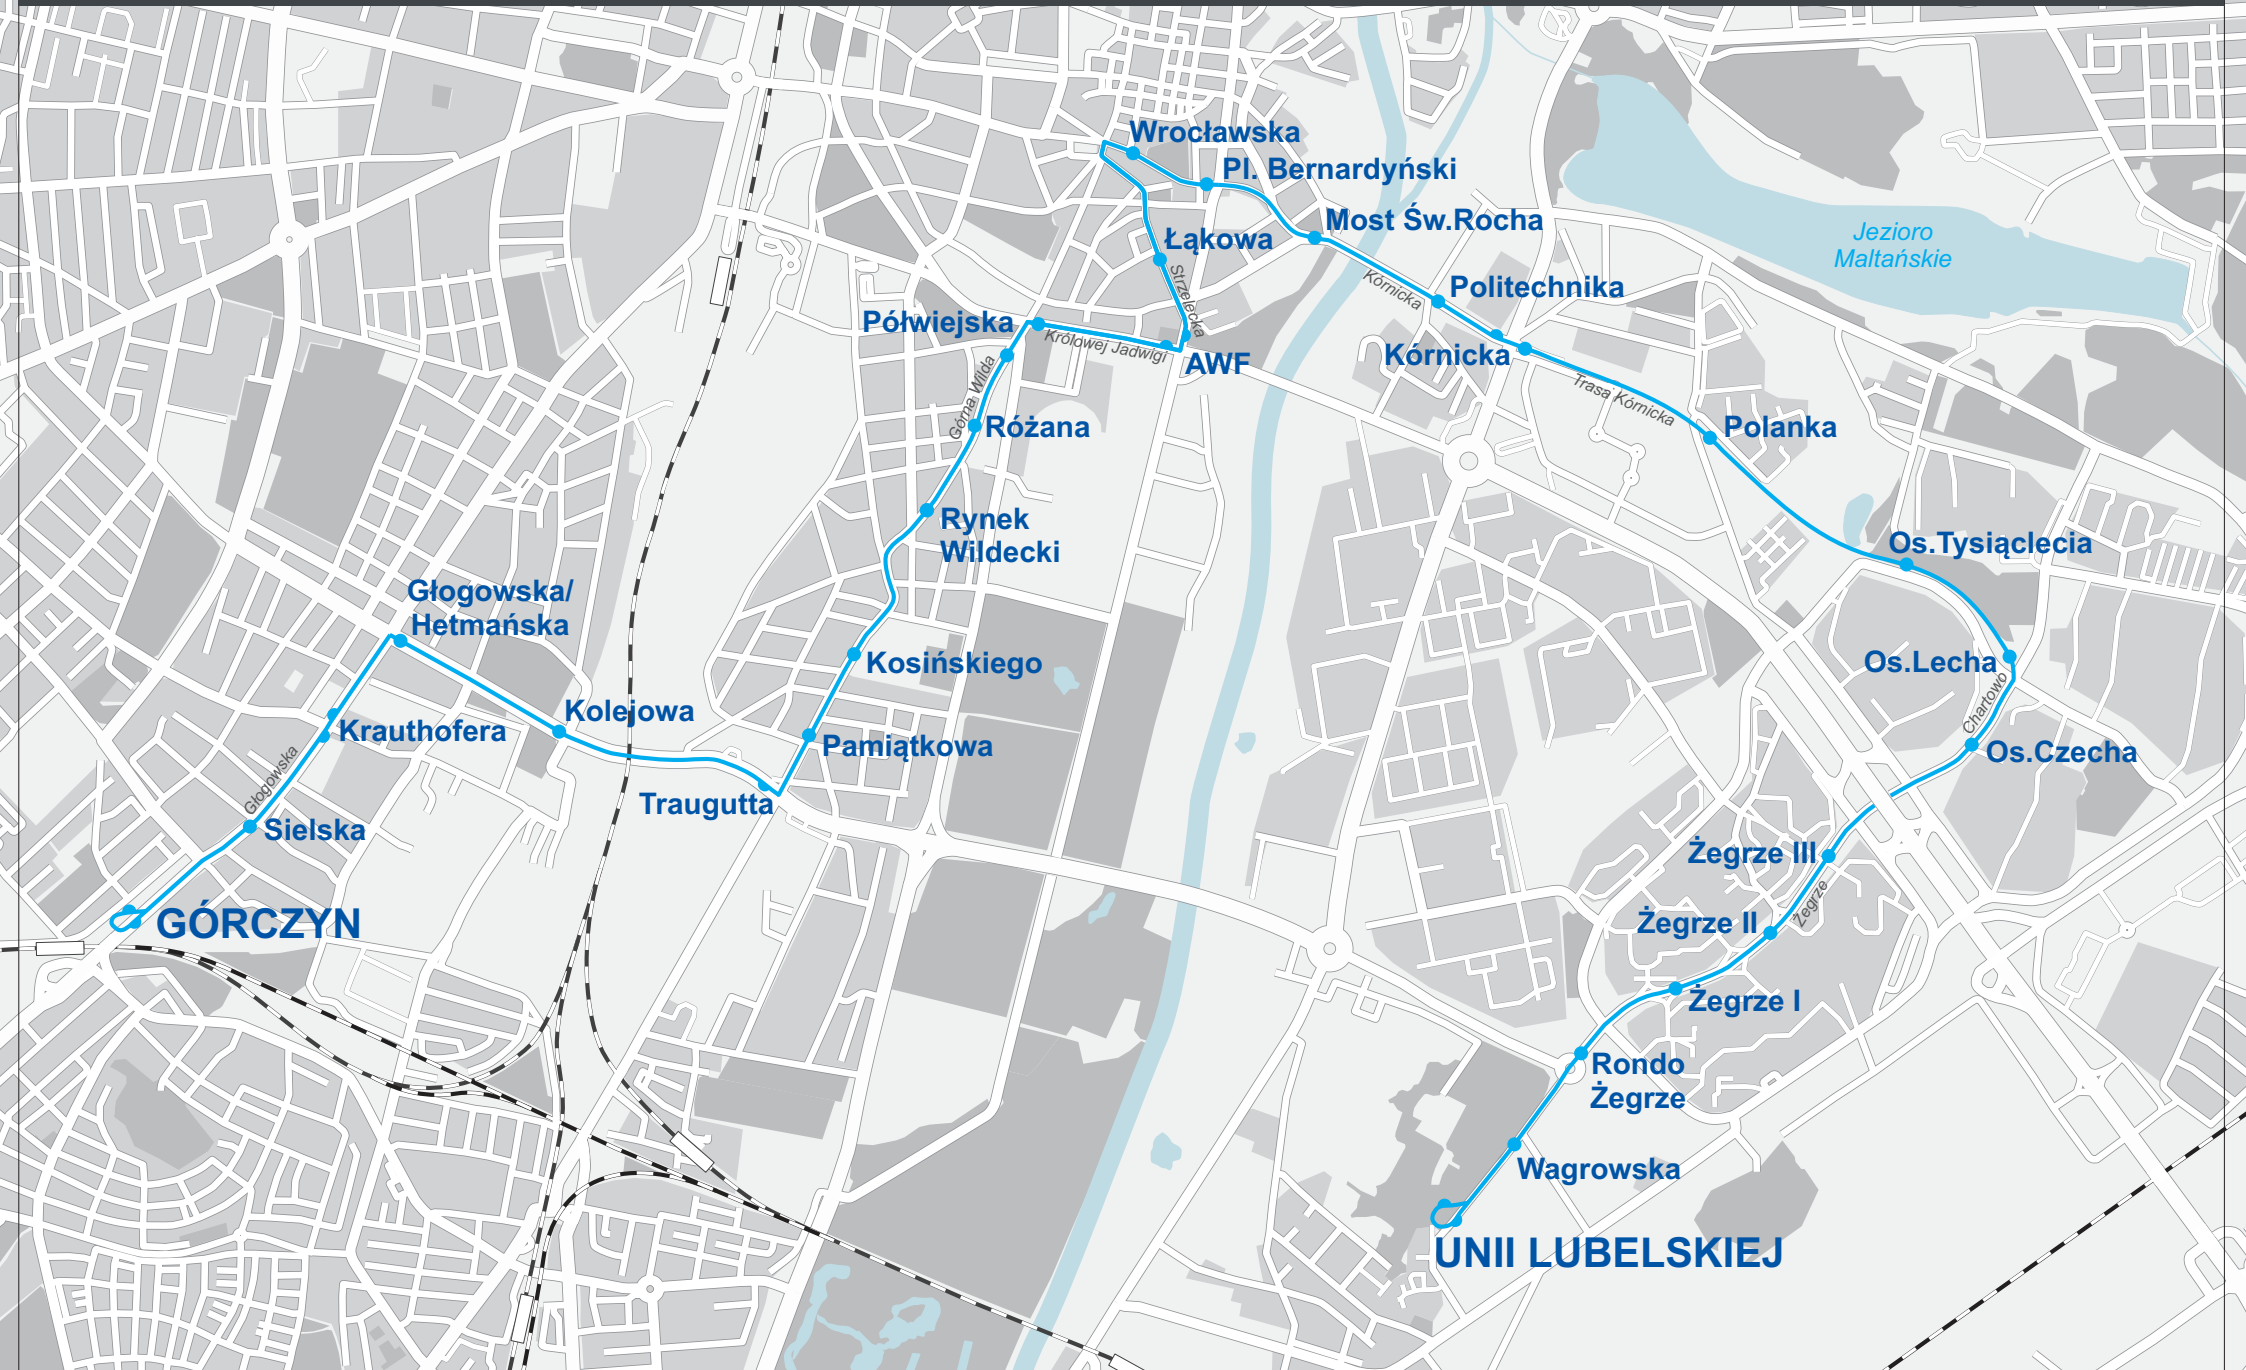 Wrocławska
Pl. Bernardyński
Most Św.Rocha
Łąkowa
Strzelecka
Jezioro
Maltańskie
Kórnicka
Politechnika
Półwiejska
Królowej Jadwigi
AWF
Kórnicka
Trasa Kórnicka
Górna Wilda
Różana
Polanka
Rynek
Wildecki
Os.Tysiąclecia
Głogowska/
Hetmańska
Kosińskiego
Os.Lecha
Chartowo
Krauthofera
Kolejowa
Pamiątkowa
Os.Czecha
Głogowska
Traugutta
Sielska
Żegrze III
Żegrze
GÓRCZYN
Żegrze II
Żegrze I
Rondo
Żegrze
Wagrowska
UNII LUBELSKIEJ